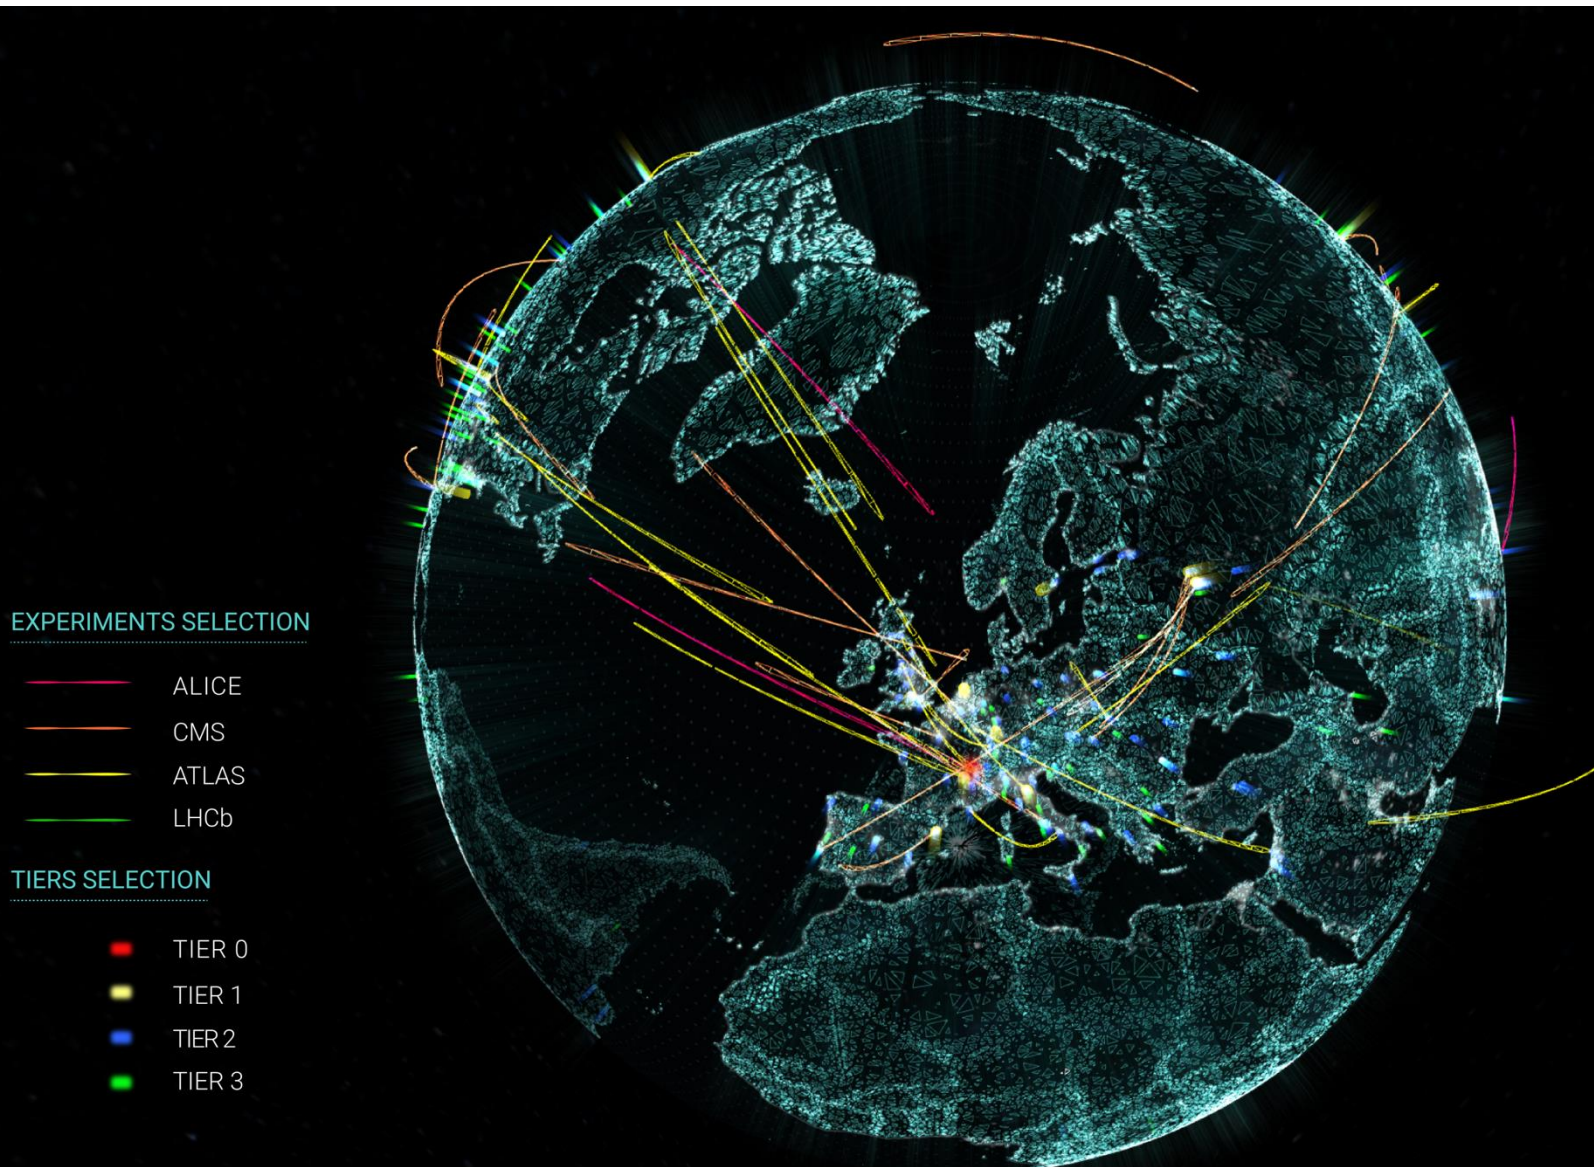 EXPERIMENTS SELECTION
ALICE
CMS
ATLAS
LHCb
TIERS SELECTION
TIER 0
TIER 1
TIER 2
TIER 3